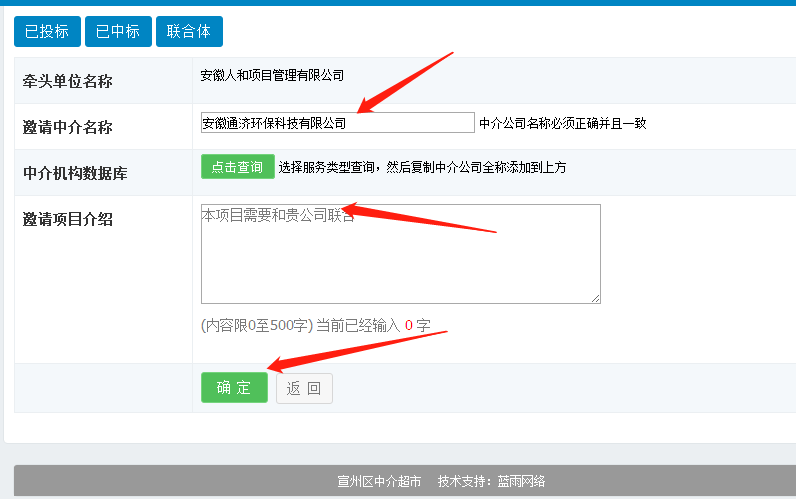 已投标 已中标 联合体
牵头单位名称 安徽人和项目管理有限公司
邀请中介名称 安徽通济环保科技有限公司 中介公司名称必须正确并且一致
中介机构数据库 点击查询 选择服务类型查询，然后复制中介公司全称添加到上方
邀请项目介绍 本项目需要和贵公司联合
(内容限0至500字) 当前已经输入 0 字
确 定 返 回
宣州区中介超市 技术支持：蓝雨网络